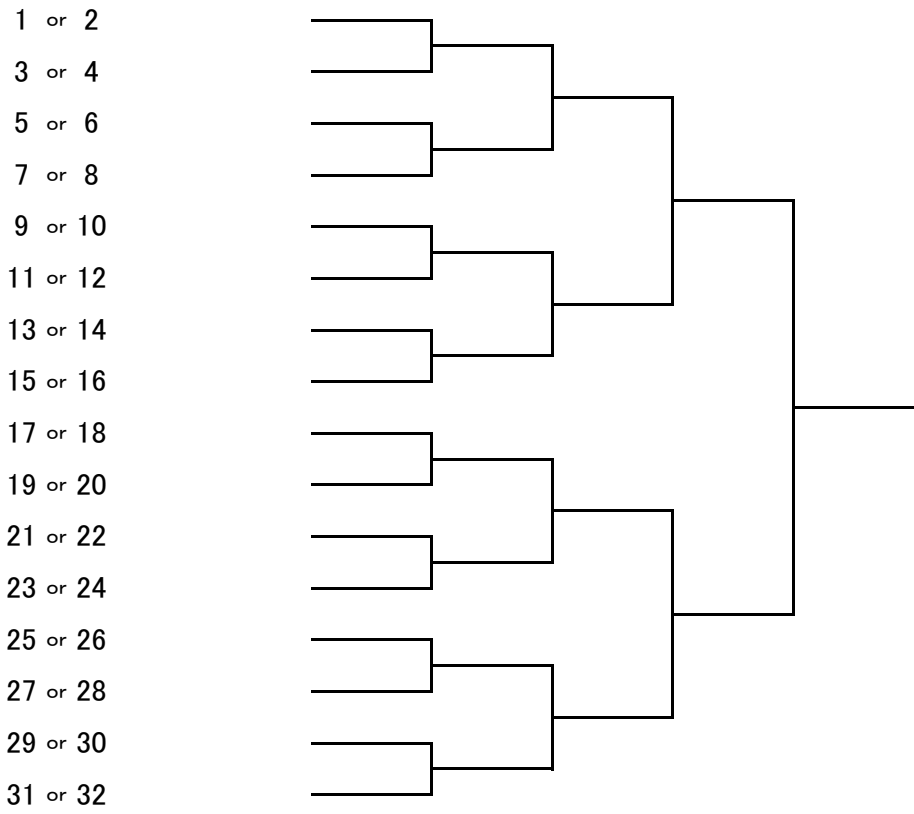 1 or 2
3 or 4
5 or 6
7 or 8
9 or 10
11 or 12
13 or 14
15 or 16
17 or 18
19 or 20
21 or 22
23 or 24
25 or 26
27 or 28
29 or 30
31 or 32